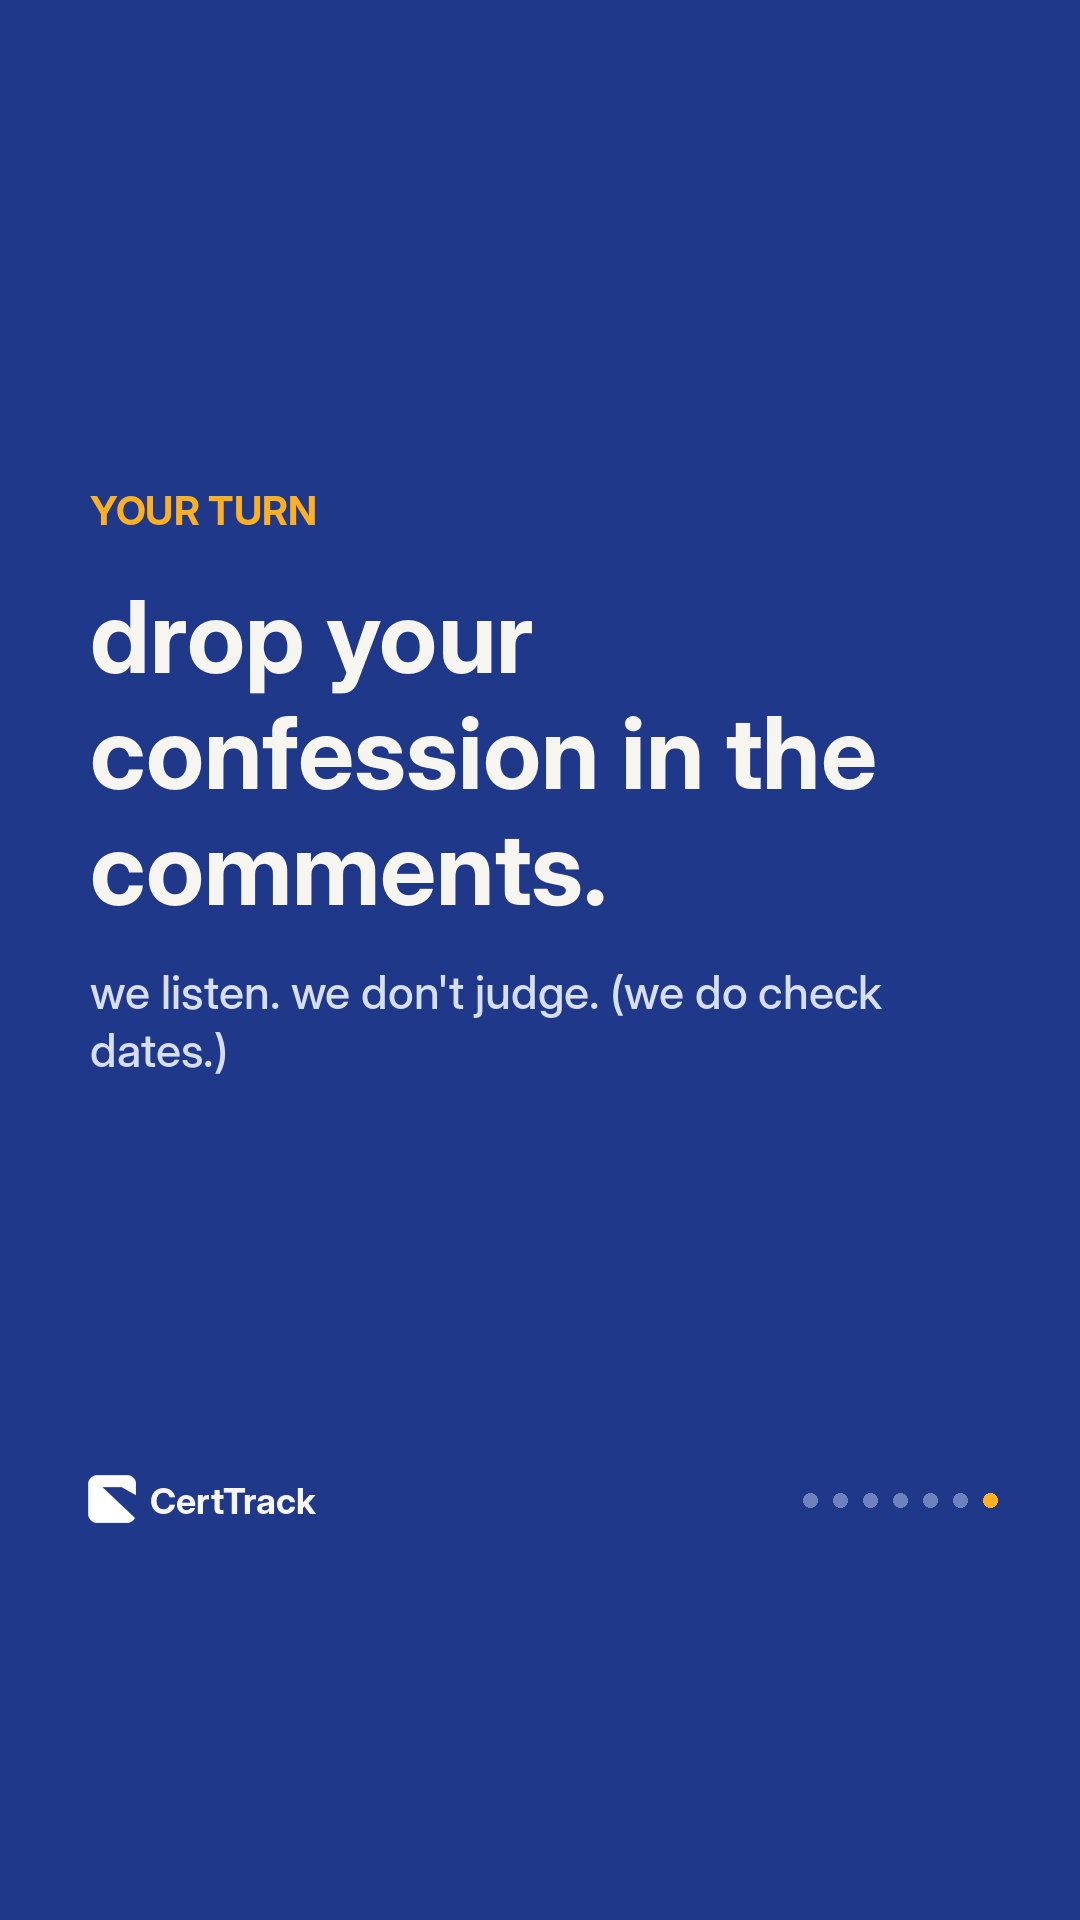 YOUR TURN
drop your
confession in the
comments.
we listen. we don't judge. (we do check
dates.)
CertTrack